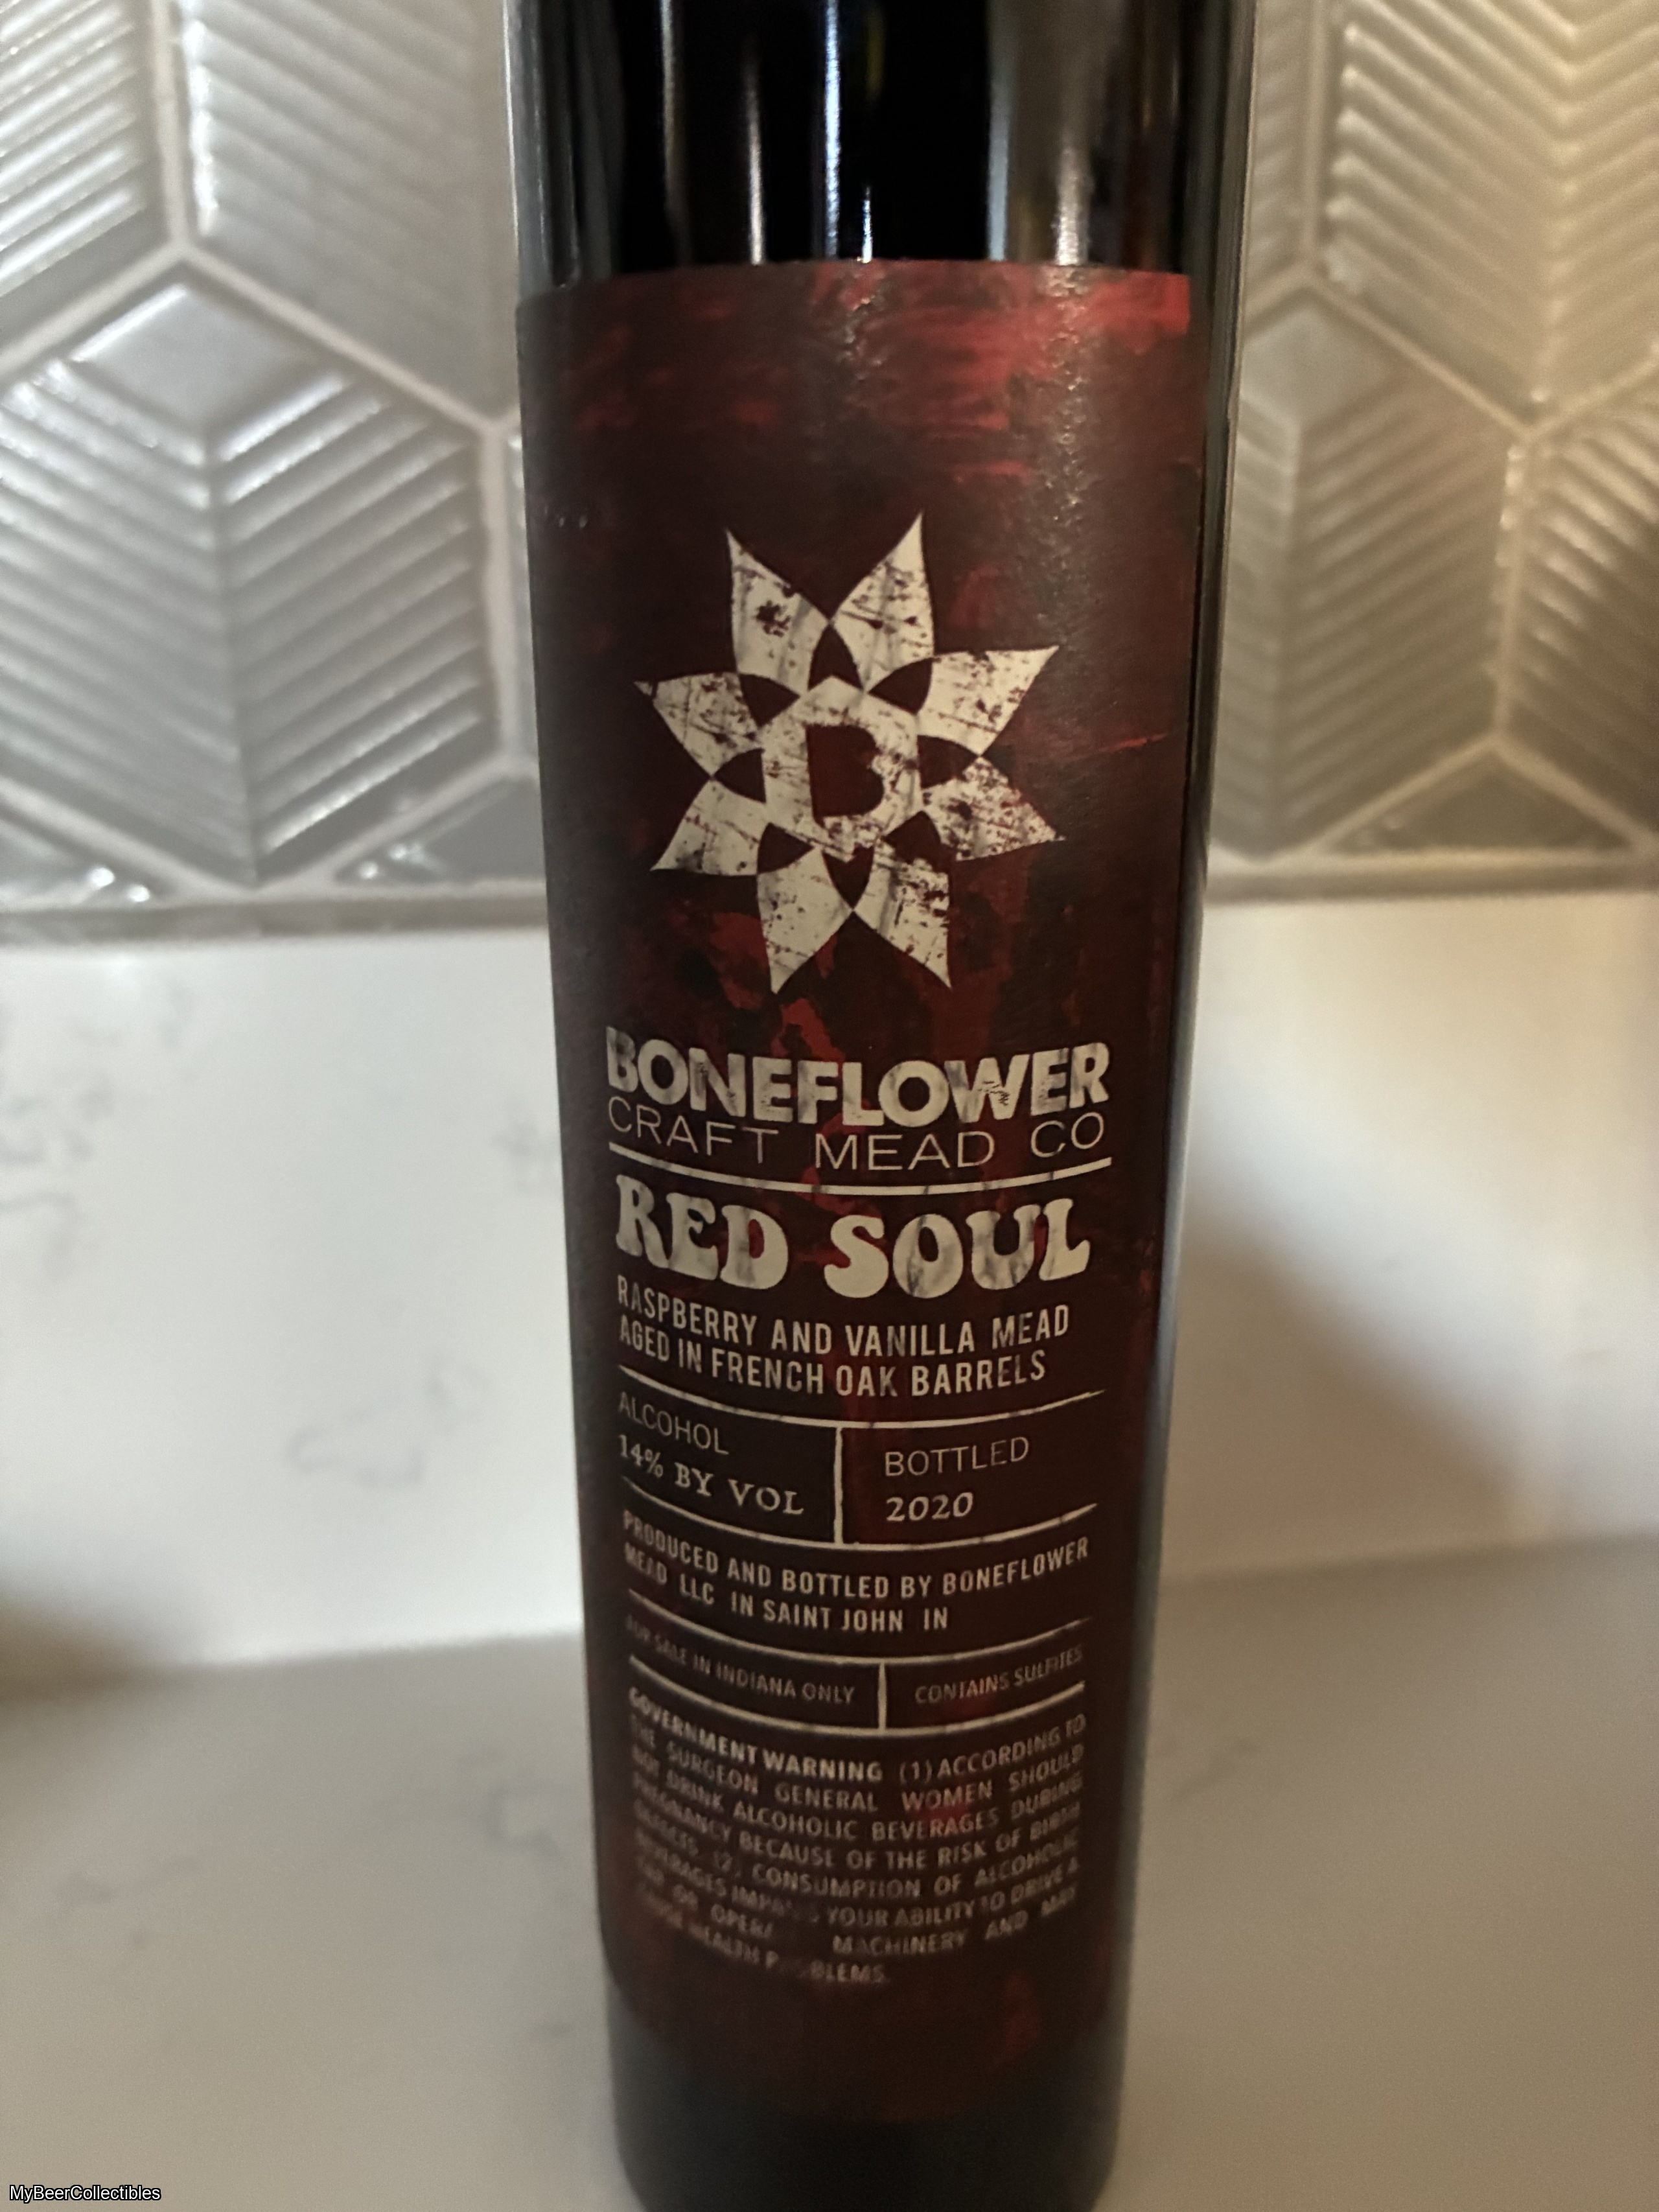 B
BONEFLOWER
CRAFT MEAD CO
RED SOUL
RASPBERRY AND VANILLA MEAD
AGED IN FRENCH OAK BARRELS
ALCOHOL
14% BY VOL
BOTTLED
2020
PRODUCED AND BOTTLED BY BONEFLOWER
MEAD LLC IN SAINT JOHN IN
FOR SALE IN INDIANA ONLY
CONTAINS SULFITES
GOVERNMENT WARNING (1) ACCORDING TO
THE SURGEON GENERAL WOMEN SHOULD
NOT DRINK ALCOHOLIC BEVERAGES DURING
PREGNANCY BECAUSE OF THE RISK OF BIRTH
DEFECTS (2) CONSUMPTION OF ALCOHOLIC
BEVERAGES YOUR ABILITY TO DRIVE A
CAR OR MACHINERY AND MAY
CAUSE HEALTH PROBLEMS.
MyBeerCollectibles